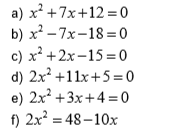 a) x² + 7x + 12 = 0
b) x² – 7x – 18 = 0
c) x² + 2x – 15 = 0
d) 2x² + 11x + 5 = 0
e) 2x² + 3x + 4 = 0
f) 2x² = 48 – 10x